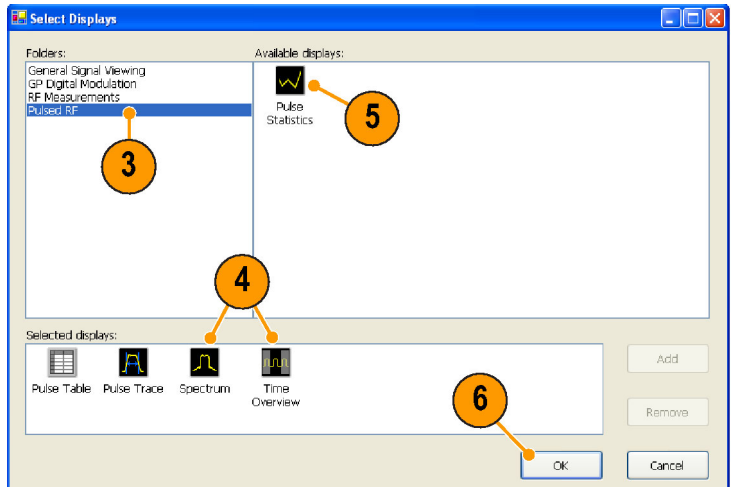 Select Displays
Folders:
Available displays:
General Signal Viewing
GP Digital Modulation
RF Measurements
Pulsed RF
Pulse
Statistics
3
5
4
Selected displays:
Pulse Table
Pulse Trace
Spectrum
Time
Overview
Add
6
Remove
OK
Cancel